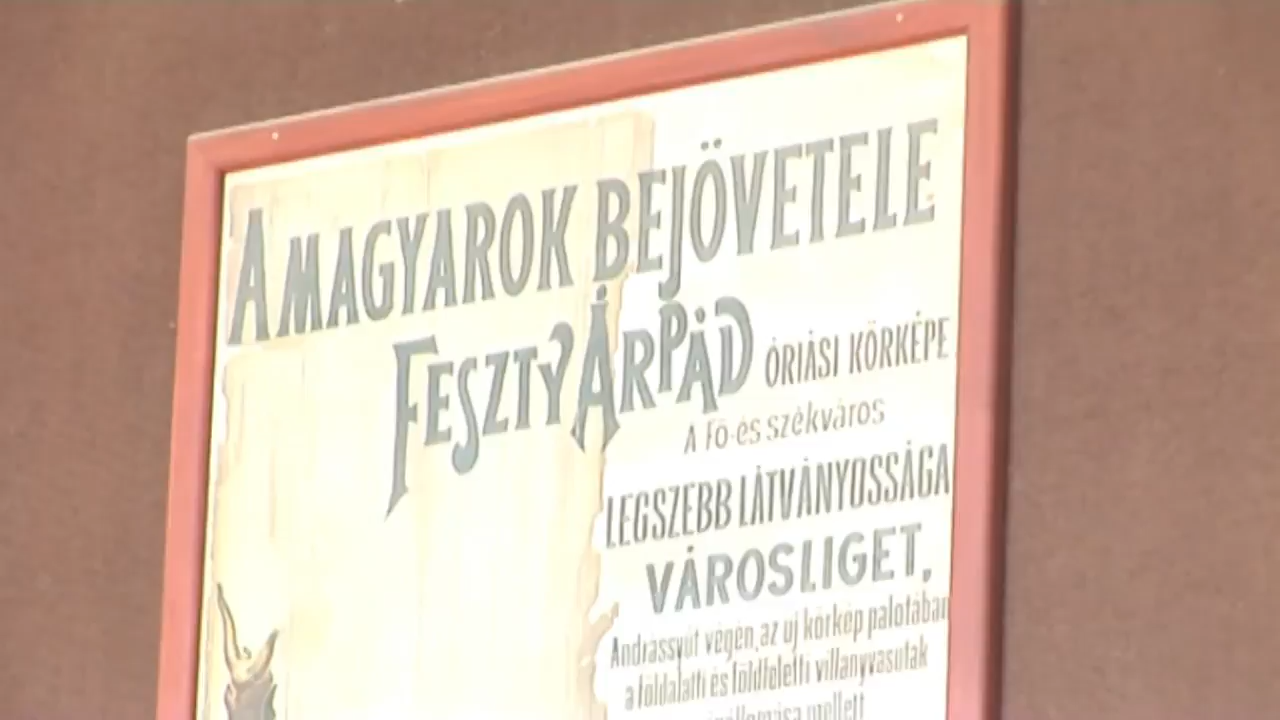 A MAGYAROK BEJÖVETELE
FESZTY ÁRPÁD ÓRIÁSI KÖRKÉPE
A Fő-és székváros
LEGSZEBB LÁTVÁNYOSSÁGA
VÁROSLIGET,
Andrássyút végén, az uj körkép palotában
a földalatti és földfeletti villanyvasutak
mellett